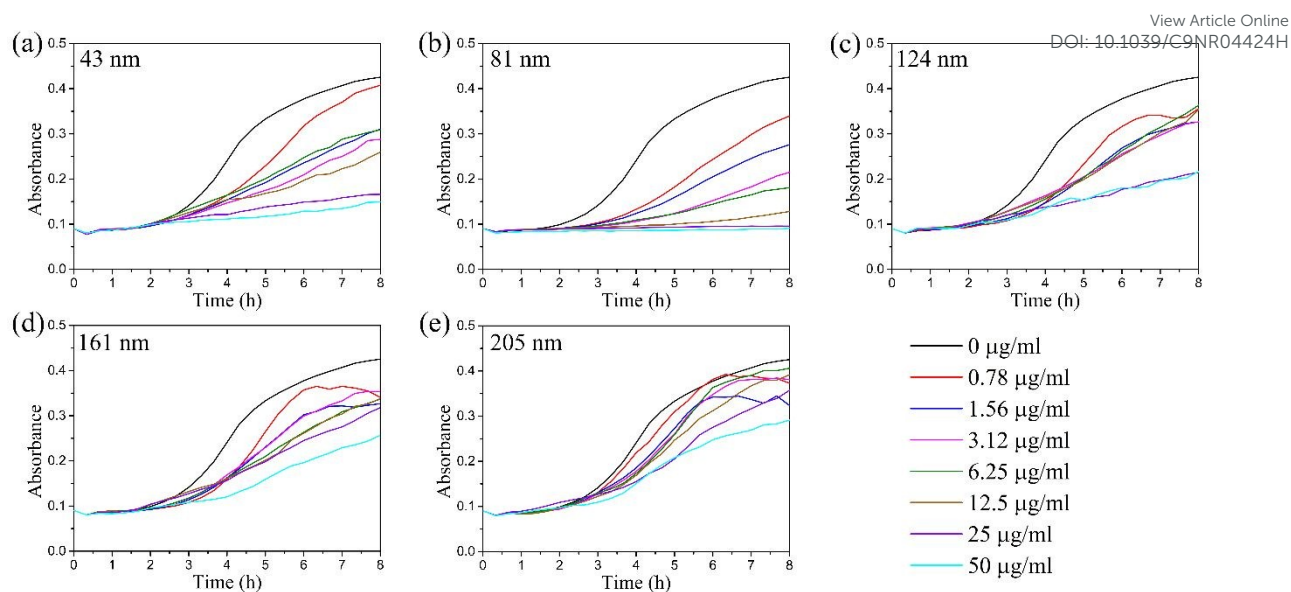 View Article Online
DOI: 10.1039/C9NR04424H
(a)
43 nm
0.5
0.4
0.3
0.2
0.1
0.0
Absorbance
0 1 2 3 4 5 6 7 8
Time (h)
(b)
81 nm
0.5
0.4
0.3
0.2
0.1
0.0
Absorbance
0 1 2 3 4 5 6 7 8
Time (h)
(c)
124 nm
0.5
0.4
0.3
0.2
0.1
0.0
Absorbance
0 1 2 3 4 5 6 7 8
Time (h)
(d)
161 nm
0.5
0.4
0.3
0.2
0.1
0.0
Absorbance
0 1 2 3 4 5 6 7 8
Time (h)
(e)
205 nm
0.5
0.4
0.3
0.2
0.1
0.0
Absorbance
0 1 2 3 4 5 6 7 8
Time (h)
0 μg/ml
0.78 μg/ml
1.56 μg/ml
3.12 μg/ml
6.25 μg/ml
12.5 μg/ml
25 μg/ml
50 μg/ml